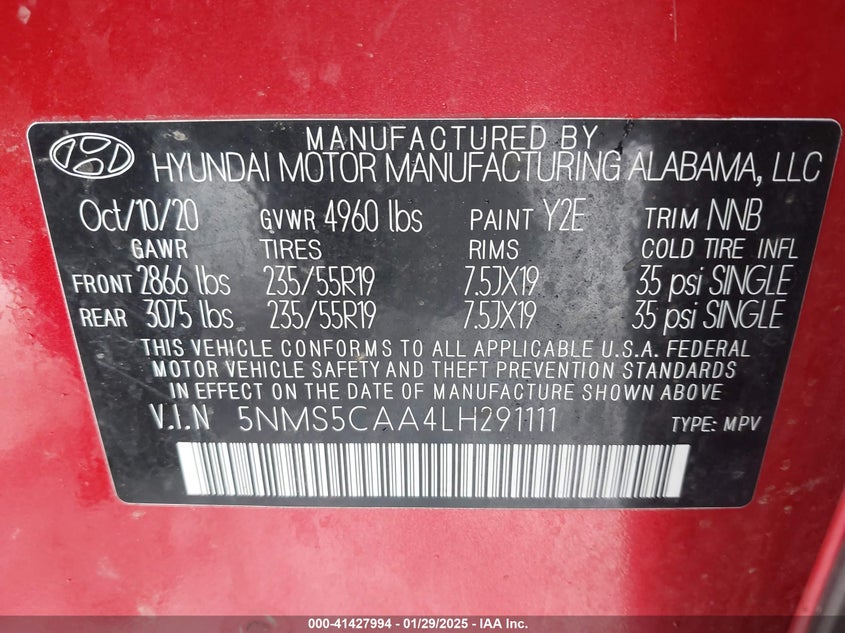 MANUFACTURED BY
HYUNDAI MOTOR MANUFACTURING ALABAMA, LLC
Oct/10/20 GVWR 4960 lbs PAINT Y2E TRIM NNB
GAWR TIRES RIMS COLD TIRE INFL
FRONT 2866 lbs 235/55R19 7.5JX19 35 psi SINGLE
REAR 3075 lbs 235/55R19 7.5JX19 35 psi SINGLE
THIS VEHICLE CONFORMS TO ALL APPLICABLE U.S.A. FEDERAL
MOTOR VEHICLE SAFETY AND THEFT PREVENTION STANDARDS
IN EFFECT ON THE DATE OF MANUFACTURE SHOWN ABOVE
V.I.N 5NMS5CAA4LH291111 TYPE: MPV
000-41427994 - 01/29/2025 - IAA Inc.